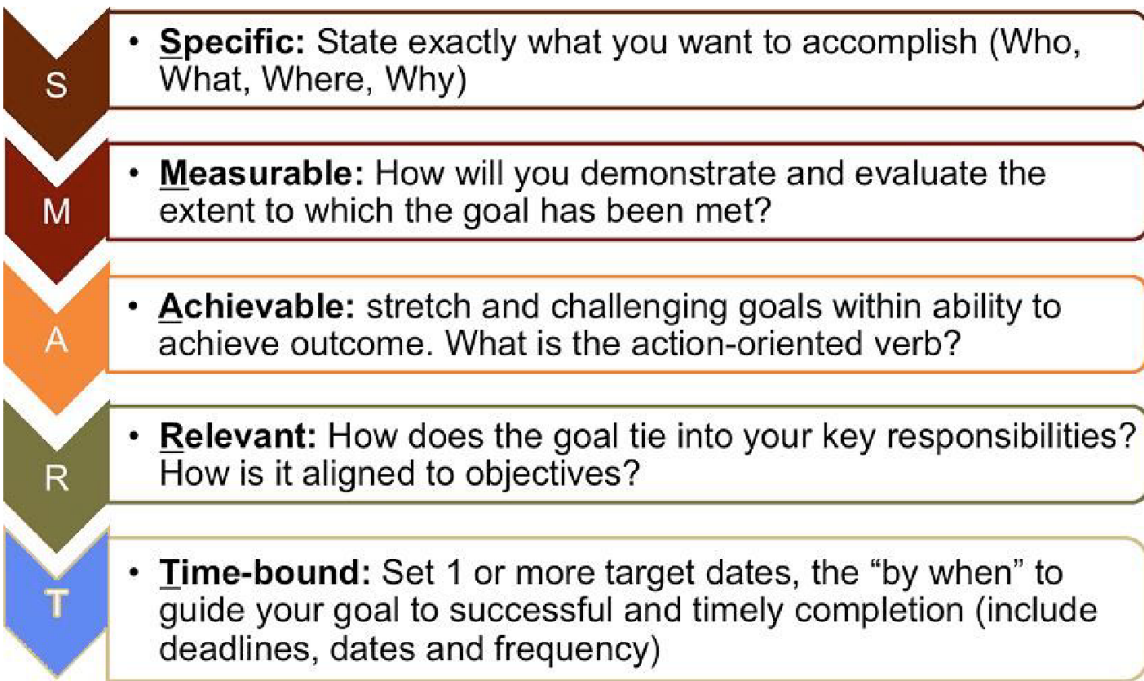 S
• Specific: State exactly what you want to accomplish (Who,
What, Where, Why)
M
• Measurable: How will you demonstrate and evaluate the
extent to which the goal has been met?
A
• Achievable: stretch and challenging goals within ability to
achieve outcome. What is the action-oriented verb?
R
• Relevant: How does the goal tie into your key responsibilities?
How is it aligned to objectives?
T
• Time-bound: Set 1 or more target dates, the “by when” to
guide your goal to successful and timely completion (include
deadlines, dates and frequency)